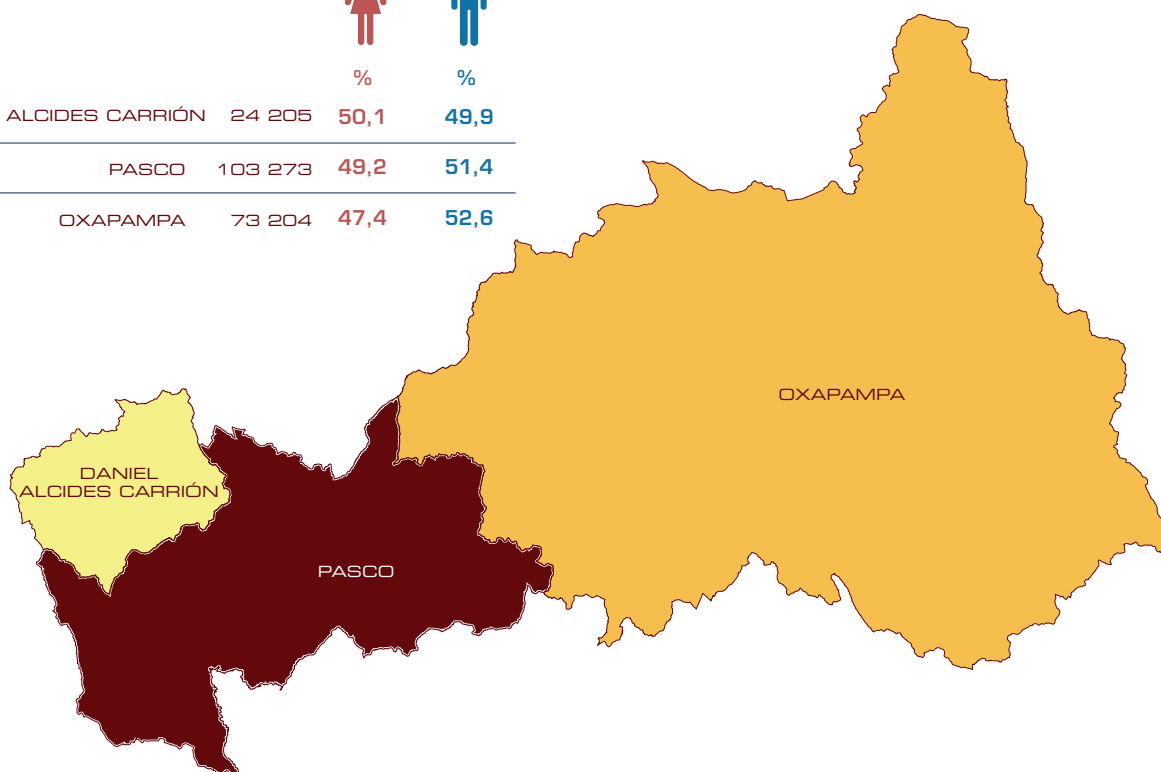 % %
ALCIDES CARRIÓN 24 205 50,1 49,9
PASCO 103 273 49,2 51,4
OXAPAMPA 73 204 47,4 52,6
OXAPAMPA
DANIEL
ALCIDES CARRIÓN
PASCO